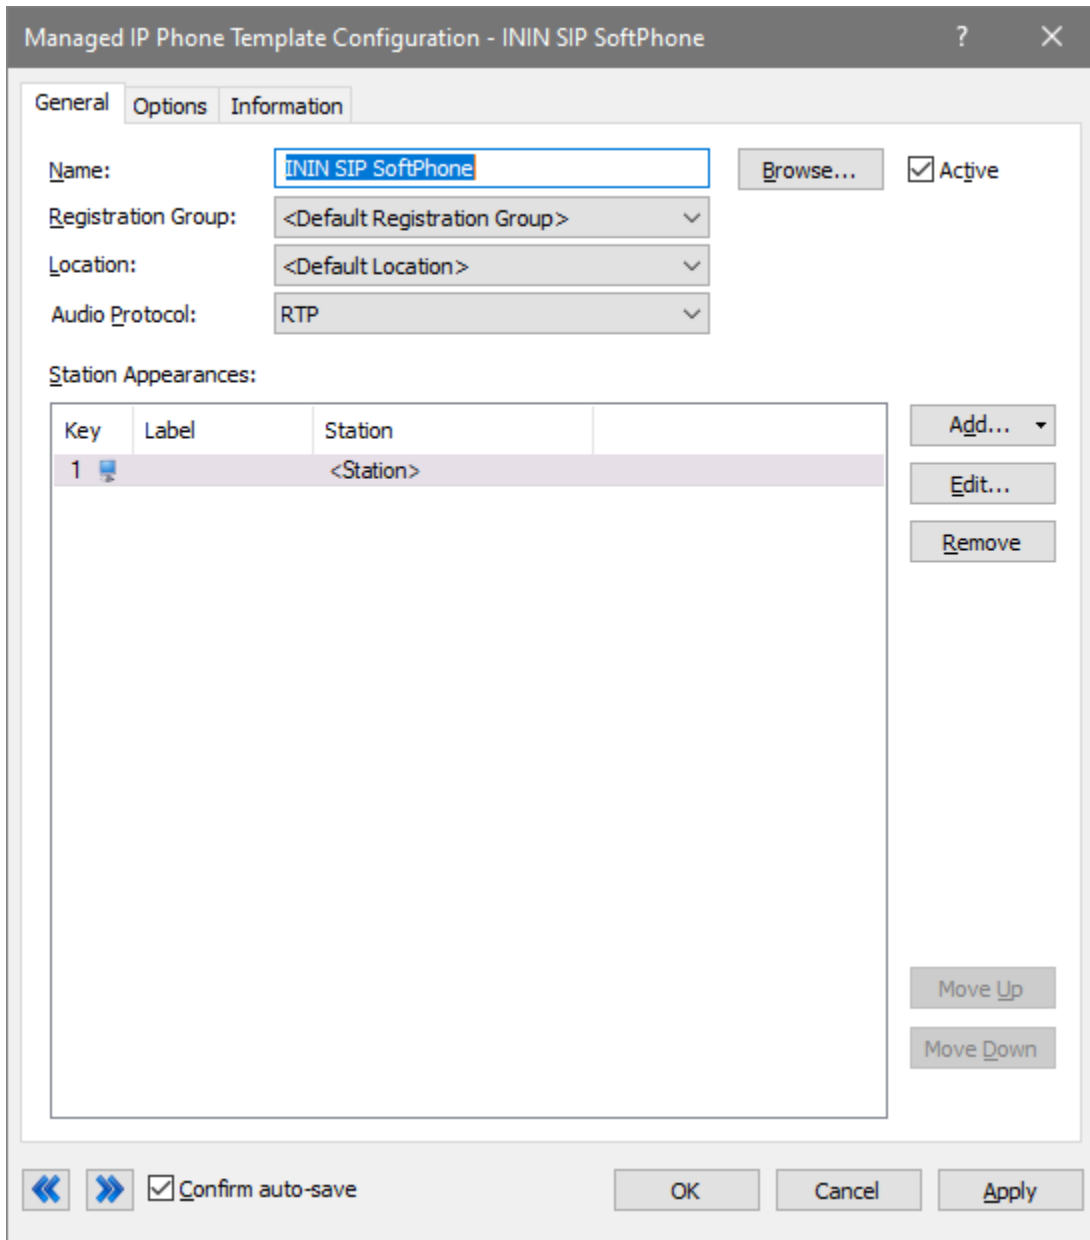 Managed IP Phone Template Configuration - ININ SIP SoftPhone ? ×
General Options Information
Name: ININ SIP SoftPhone Browse... Active
Registration Group: <Default Registration Group>
Location: <Default Location>
Audio Protocol: RTP
Station Appearances:
Key Label Station Add...
1 <Station>
Edit...
Remove
Move Up
Move Down
Confirm auto-save OK Cancel Apply